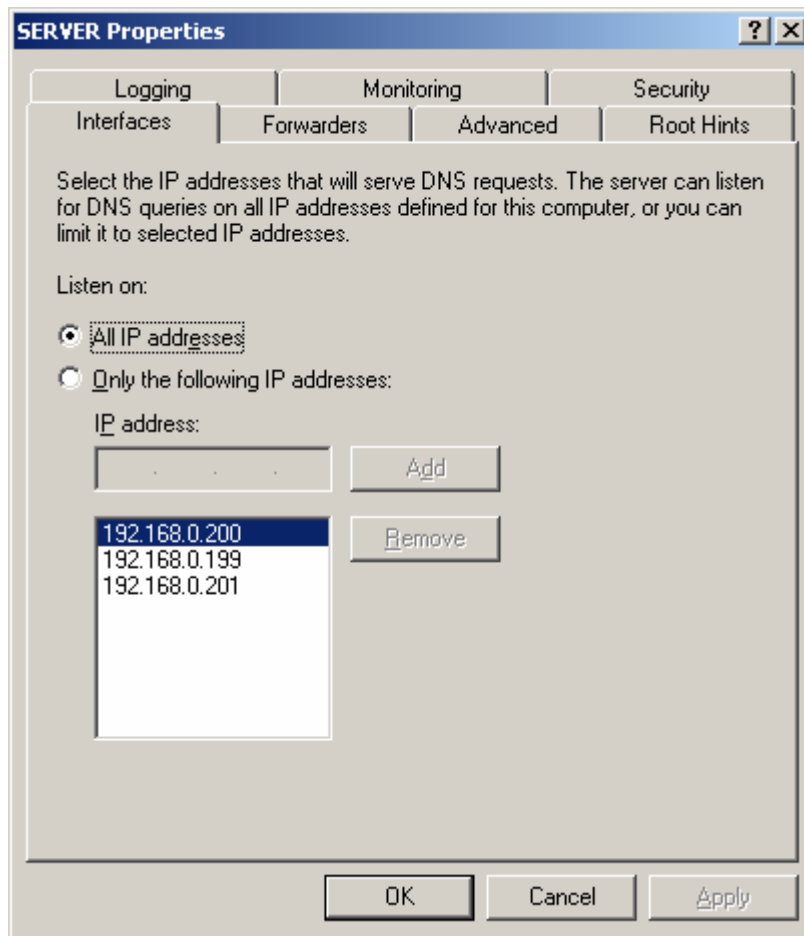 SERVER Properties
Logging
Monitoring
Security
Interfaces
Forwarders
Advanced
Root Hints
Select the IP addresses that will serve DNS requests. The server can listen
for DNS queries on all IP addresses defined for this computer, or you can
limit it to selected IP addresses.
Listen on:
All IP addresses
Only the following IP addresses:
IP address:
. . .
Add
192.168.0.200
192.168.0.199
192.168.0.201
Remove
OK
Cancel
Apply